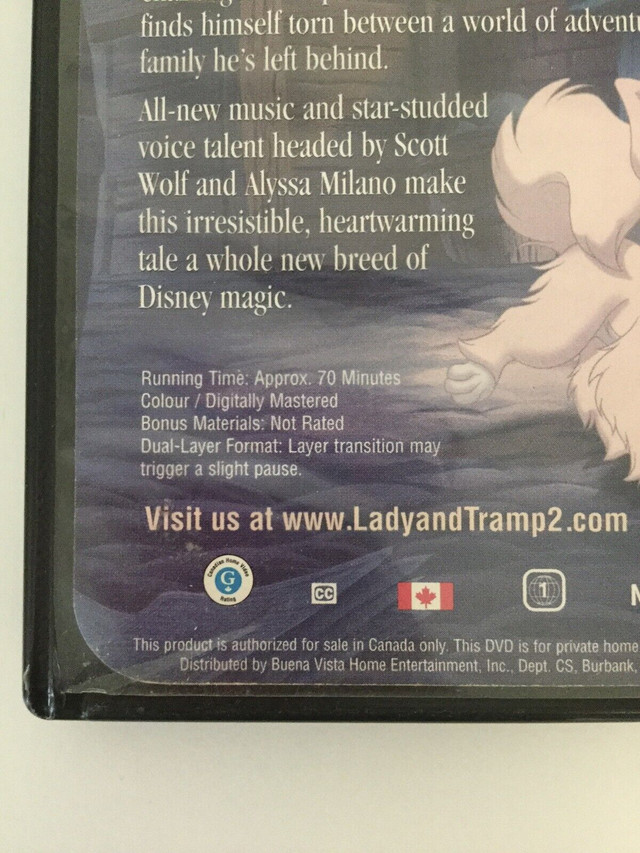 finds himself torn between a world of
family he's left behind.
All-new music and star-studded
voice talent headed by Scott
Wolf and Alyssa Milano make
this irresistible, heartwarming
tale a whole new breed of
Disney magic.
Running Time: Approx. 70 Minutes
Colour / Digitally Mastered
Bonus Materials: Not Rated
Dual-Layer Format: Layer transition may
trigger a slight pause.
Visit us at www.LadyandTramp2.com
Canadian Home Video
G
Rating
CC
1
This product is authorized for sale in Canada only. This DVD is for private home
Distributed by Buena Vista Home Entertainment, Inc., Dept. CS, Burbank,